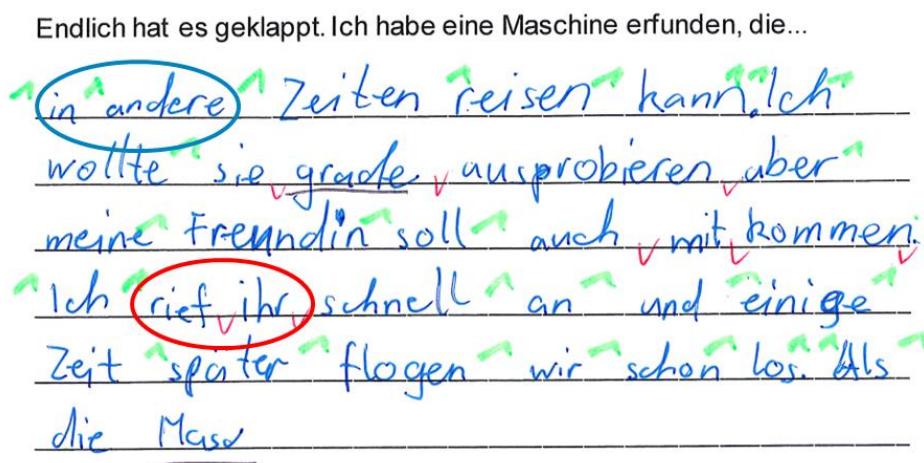 Endlich hat es geklappt. Ich habe eine Maschine erfunden, die...
in andere Zeiten reisen kann. Ich
wollte sie grade ausprobieren aber
meine Freundin soll auch mit kommen.
Ich rief ihr schnell an und einige
Zeit später flogen wir schon los. Als
die Masch